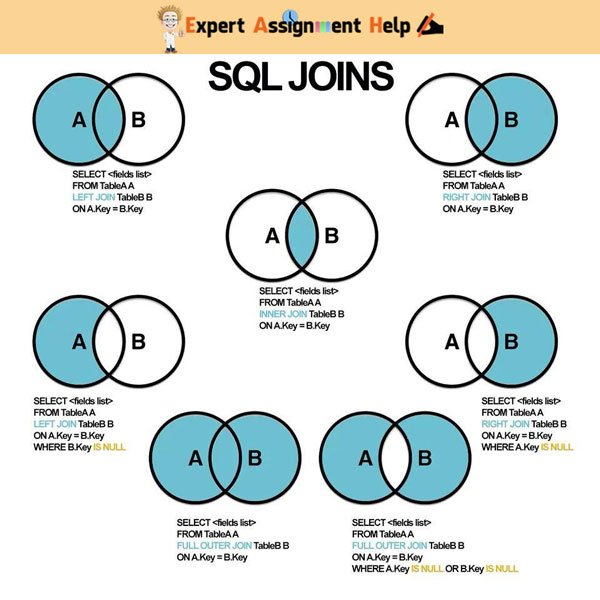 Expert Assignment Help
SQL JOINS
A B
SELECT <fields list>
FROM TableA A
LEFT JOIN TableB B
ON A.Key = B.Key
A B
SELECT <fields list>
FROM TableA A
RIGHT JOIN TableB B
ON A.Key = B.Key
A B
SELECT <fields list>
FROM TableA A
INNER JOIN TableB B
ON A.Key = B.Key
A B
SELECT <fields list>
FROM TableA A
LEFT JOIN TableB B
ON A.Key = B.Key
WHERE B.Key IS NULL
A B
SELECT <fields list>
FROM TableA A
RIGHT JOIN TableB B
ON A.Key = B.Key
WHERE A.Key IS NULL
A B
SELECT <fields list>
FROM TableA A
FULL OUTER JOIN TableB B
ON A.Key = B.Key
A B
SELECT <fields list>
FROM TableA A
FULL OUTER JOIN TableB B
ON A.Key = B.Key
WHERE A.Key IS NULL OR B.Key IS NULL